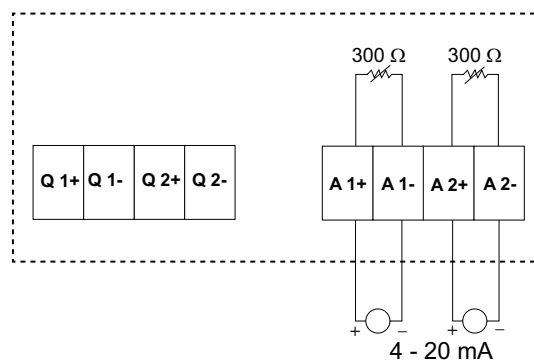 300 Ω 300 Ω
Q 1+ Q 1- Q 2+ Q 2- A 1+ A 1- A 2+ A 2-
+ - + -
4 - 20 mA